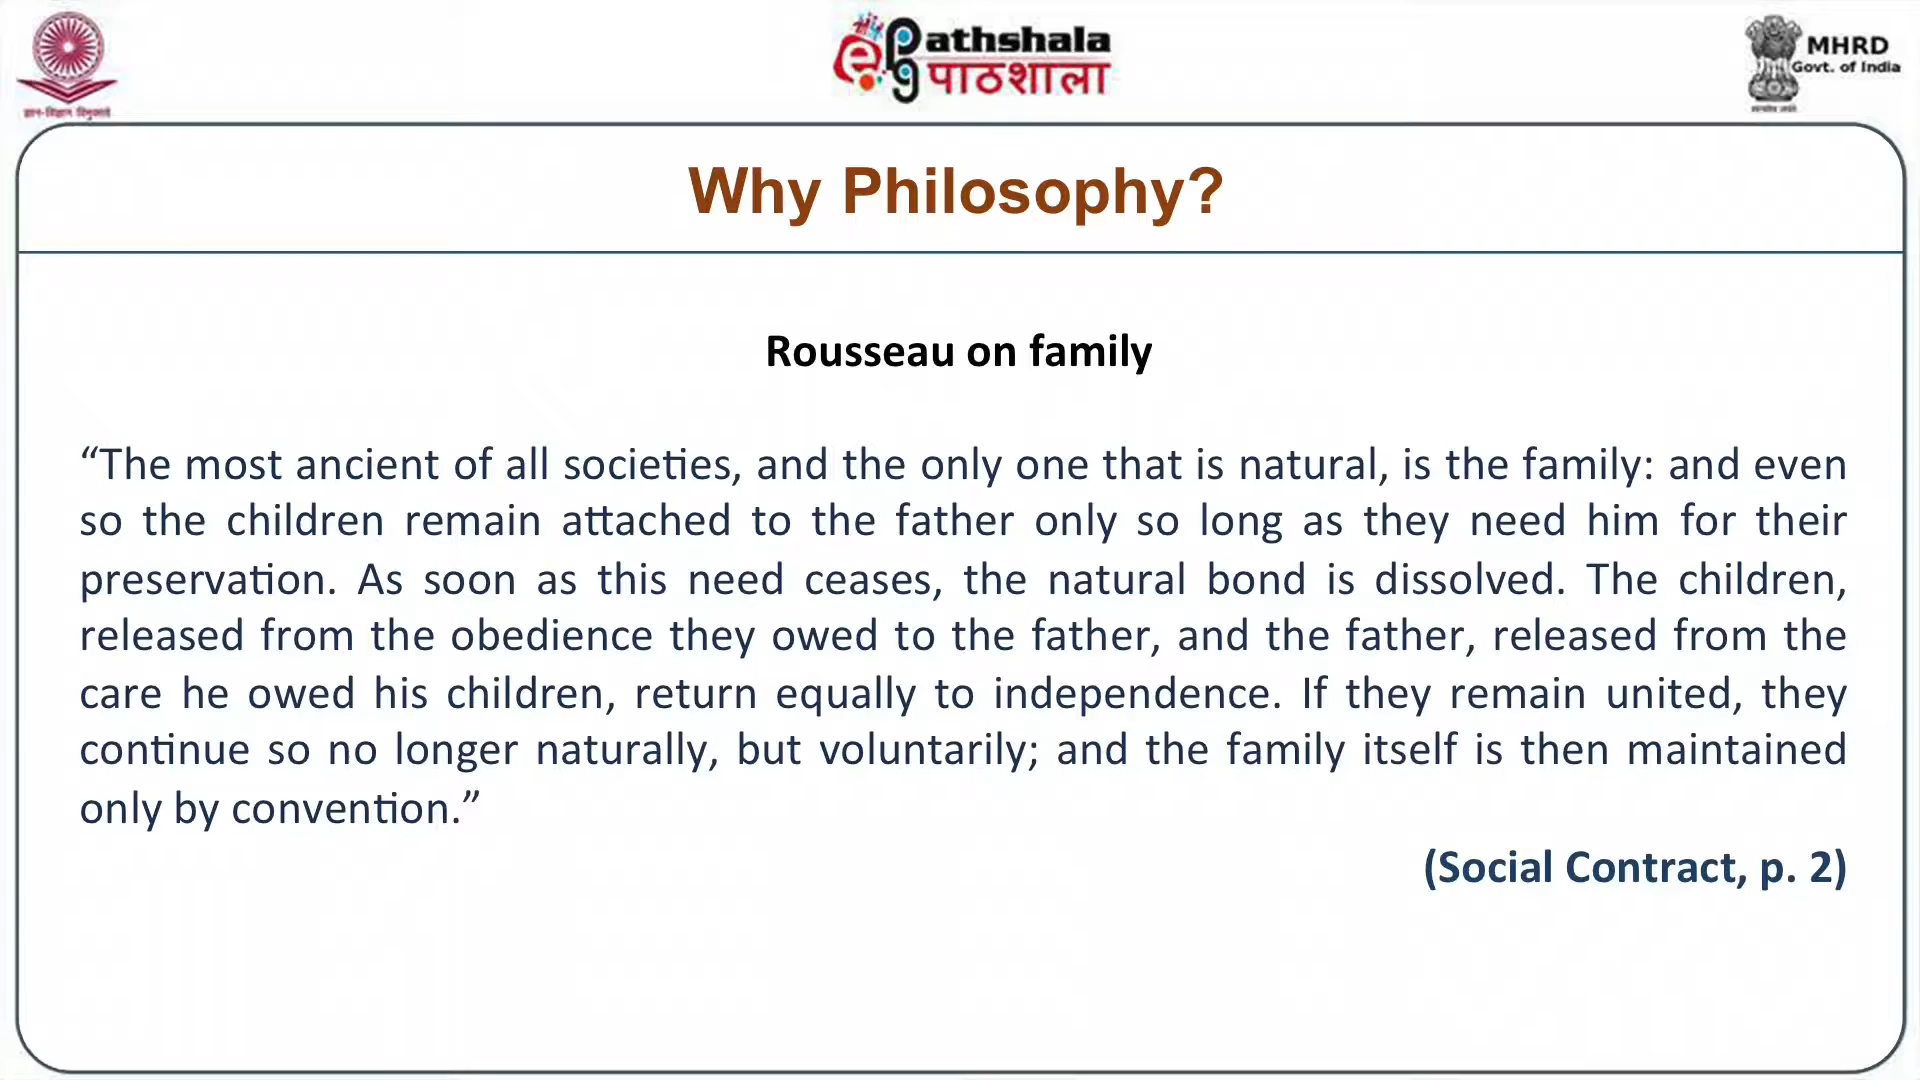 ज्ञान-विज्ञान विमुक्तये
e pg Pathshala
पाठशाला
MHRD
Govt. of India
Why Philosophy?
Rousseau on family
“The most ancient of all societies, and the only one that is natural, is the family: and even
so the children remain attached to the father only so long as they need him for their
preservation. As soon as this need ceases, the natural bond is dissolved. The children,
released from the obedience they owed to the father, and the father, released from the
care he owed his children, return equally to independence. If they remain united, they
continue so no longer naturally, but voluntarily; and the family itself is then maintained
only by convention.”
(Social Contract, p. 2)